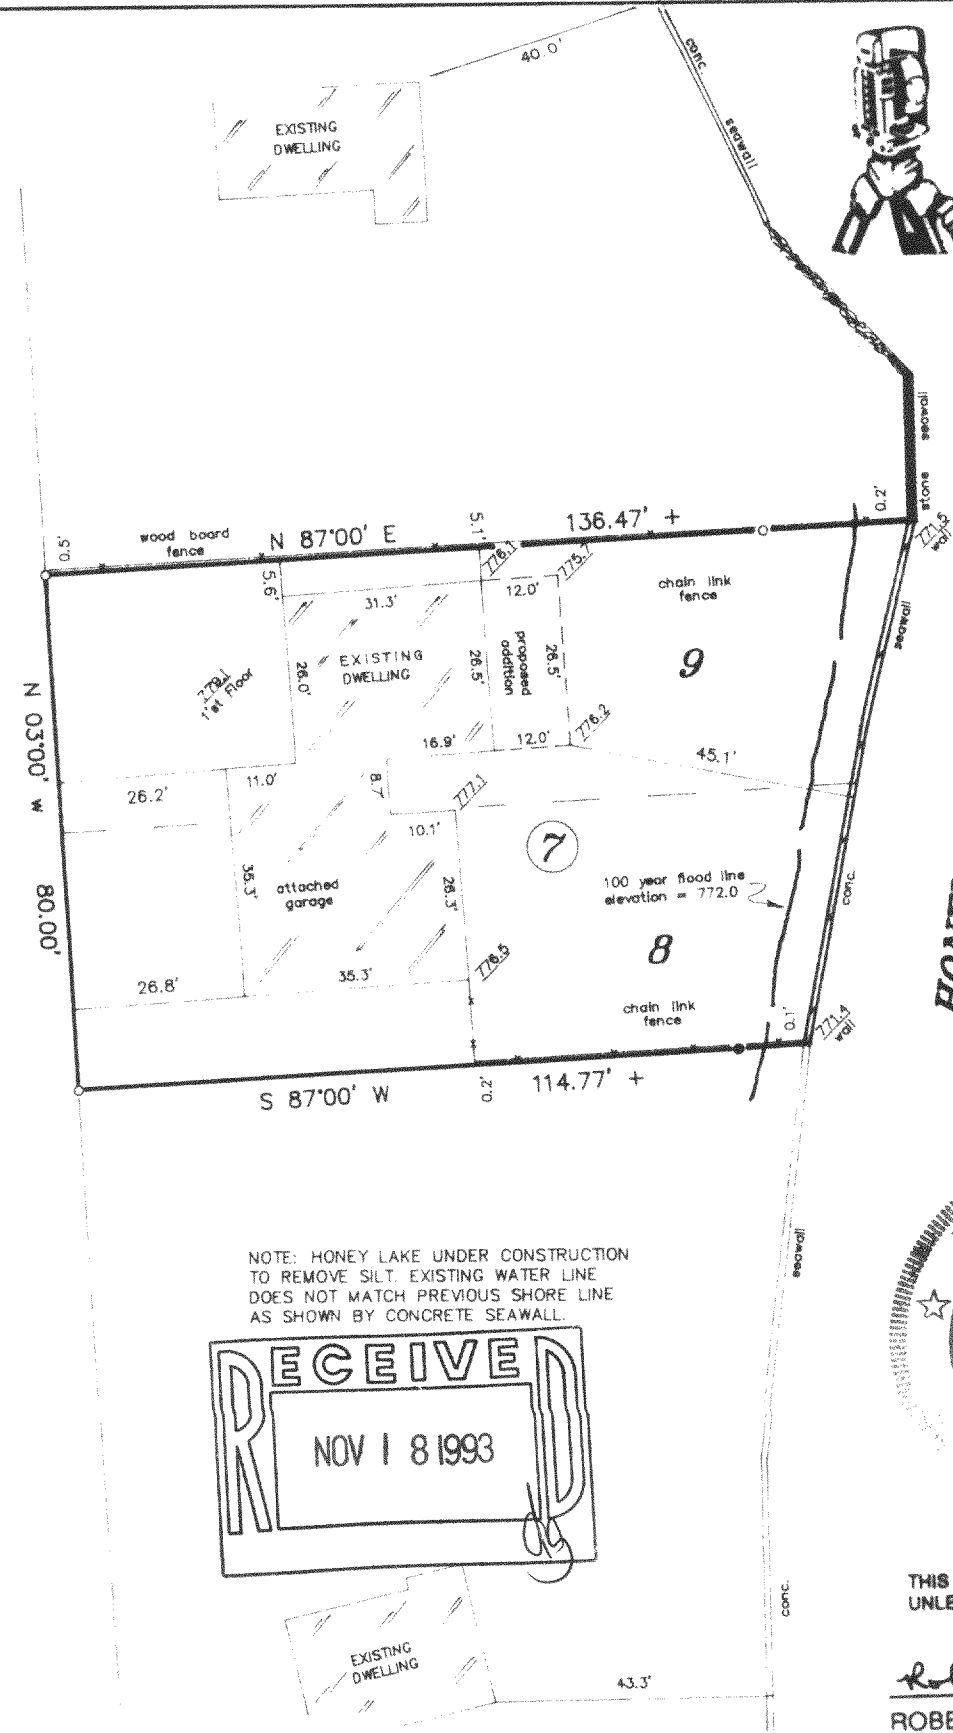 40.0'
conc.
seawall
EXISTING
DWELLING
seawall
stone
0.2'
771.5
wall
seawall
136.47' +
5.1'
N 87°00' E
wood board
fence
0.5'
776.1
775.7
5.6'
31.3'
12.0'
chain link
fence
EXISTING
DWELLING
26.0'
26.5'
proposed
addition
26.5'
9
1'st Floor
N 03°00' W
80.00'
16.9'
12.0'
776.2
45.1'
26.2'
11.0'
8.7'
777.1
10.1'
7
35.3'
attached
garage
26.3'
100 year flood line
elevation = 772.0
conc.
8
776.5
26.8'
35.3'
chain link
fence
0.1'
771.4
wall
S 87°00' W
0.2'
114.77' +
seawall
NOTE: HONEY LAKE UNDER CONSTRUCTION
TO REMOVE SILT. EXISTING WATER LINE
DOES NOT MATCH PREVIOUS SHORE LINE
AS SHOWN BY CONCRETE SEAWALL.
RECEIVED
NOV 18 1993
conc.
EXISTING
DWELLING
43.3'
THIS